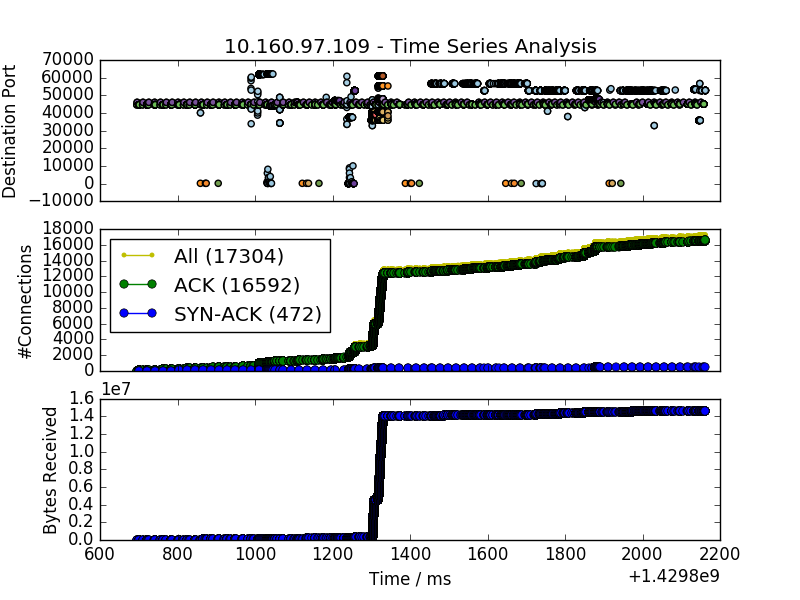 10.160.97.109 - Time Series Analysis
70000
60000
50000
40000
30000
20000
10000
0
−10000
Destination Port
18000
16000
14000
12000
10000
8000
6000
4000
2000
0
#Connections
All (17304)
ACK (16592)
SYN-ACK (472)
1e7
1.6
1.4
1.2
1.0
0.8
0.6
0.4
0.2
0.0
Bytes Received
600 800 1000 1200 1400 1600 1800 2000 2200
Time / ms
+1.4298e9